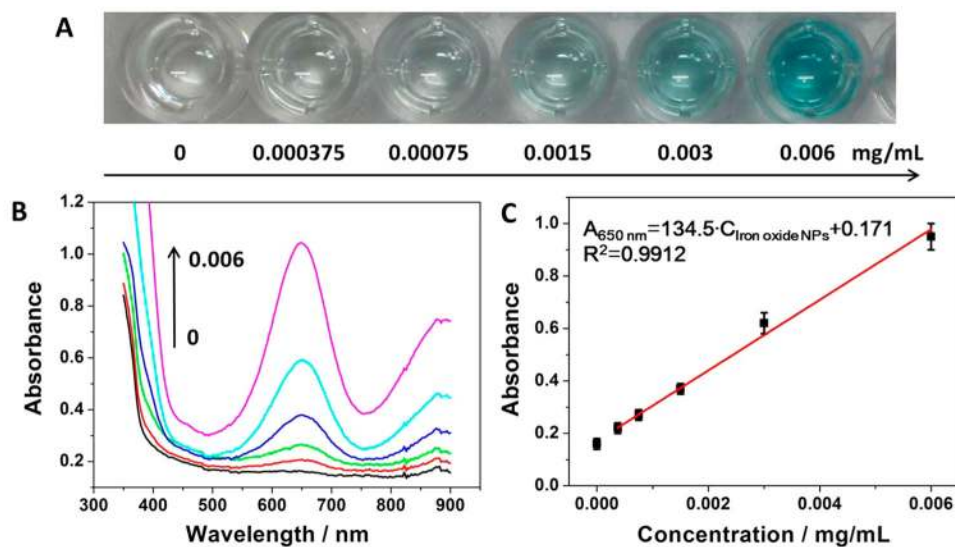 A
0 0.000375 0.00075 0.0015 0.003 0.006 mg/mL
B
1.2
1.0
0.8
0.6
0.4
0.2
0.006
0
Absorbance
300 400 500 600 700 800 900
Wavelength / nm
C
1.0
0.8
0.6
0.4
0.2
0.0
A650 nm=134.5·CIron oxide NPs+0.171
R²=0.9912
Absorbance
0.000 0.002 0.004 0.006
Concentration / mg/mL